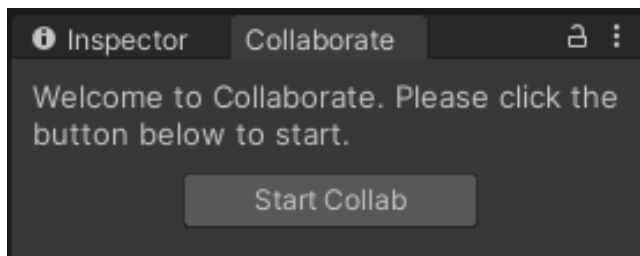 Inspector Collaborate
Welcome to Collaborate. Please click the
button below to start.
Start Collab